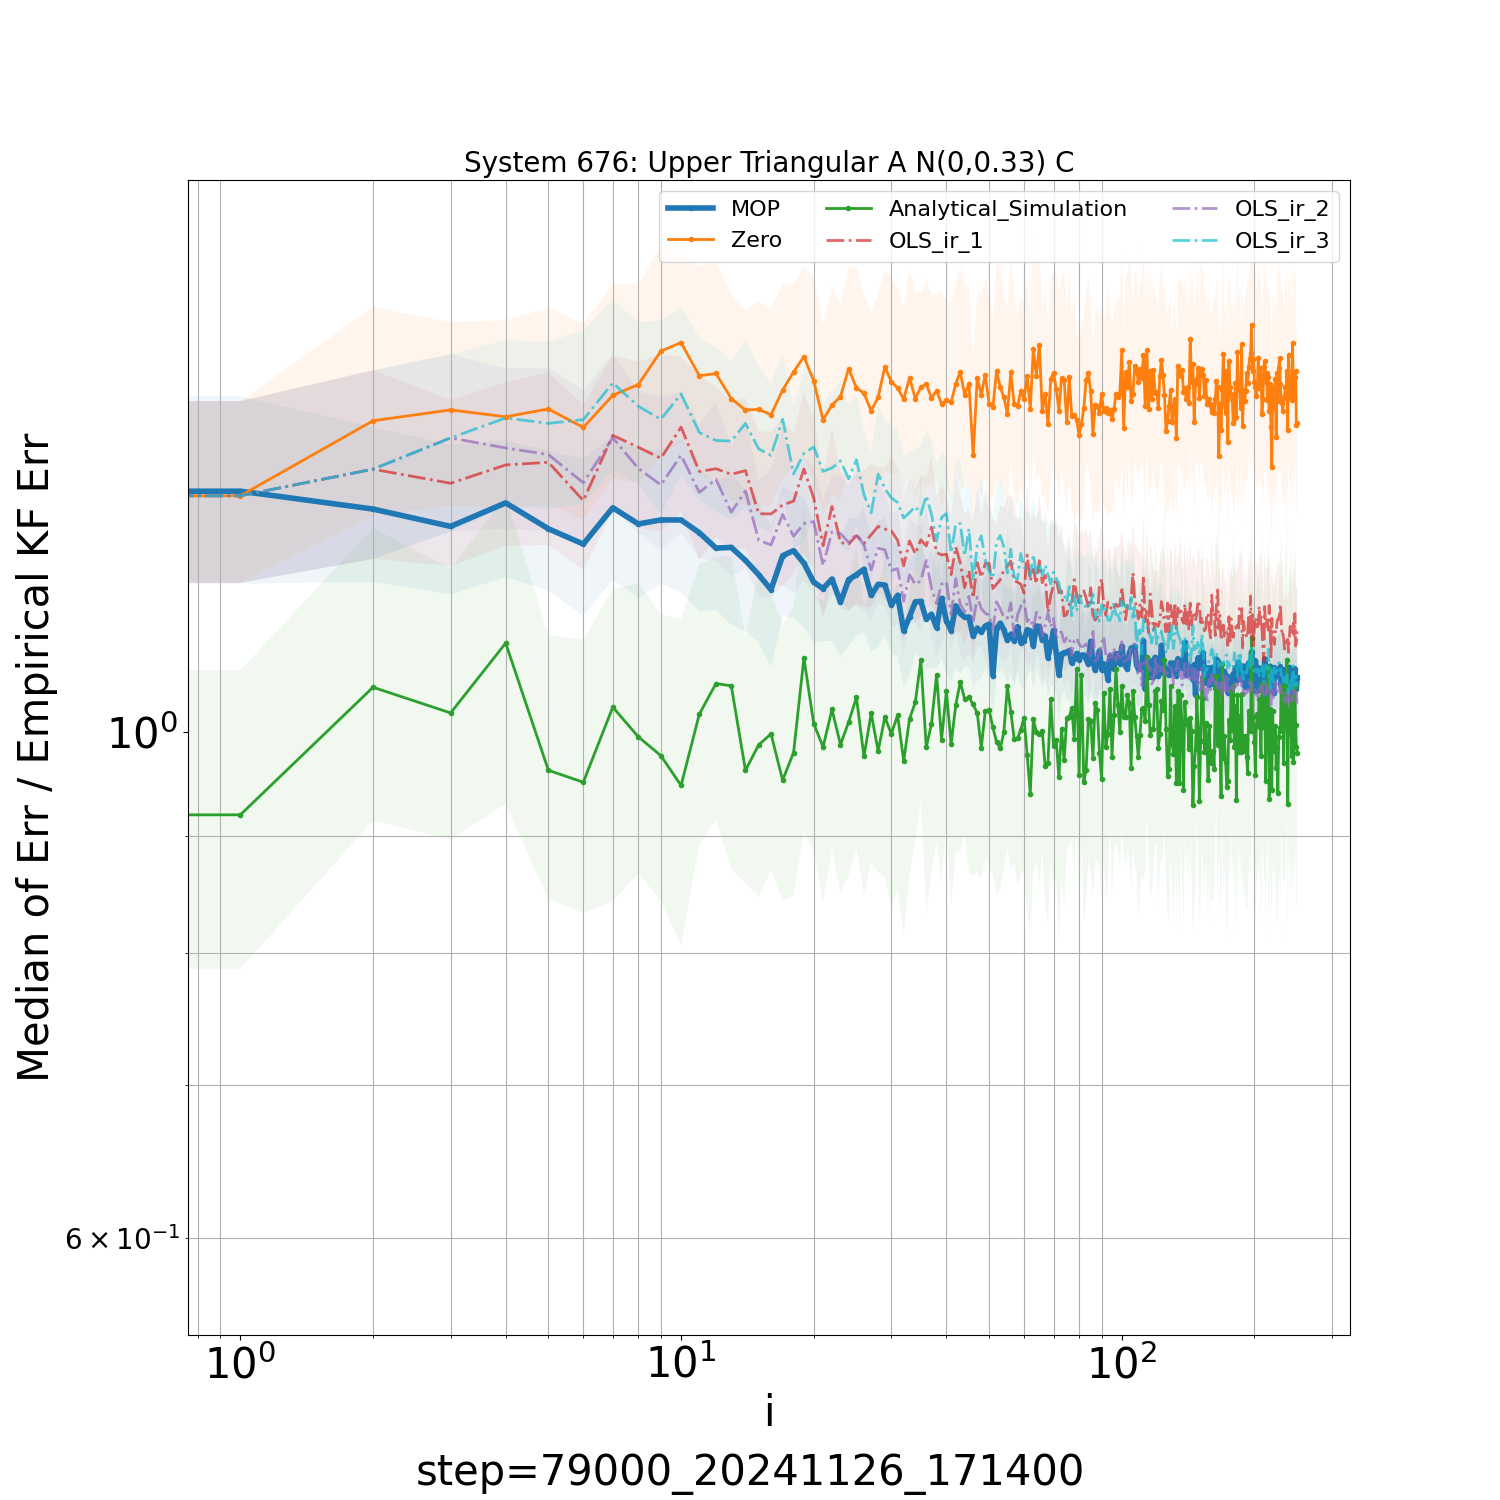 System 676: Upper Triangular A N(0,0.33) C
MOP
Zero
Analytical_Simulation
OLS_ir_1
OLS_ir_2
OLS_ir_3
Median of Err / Empirical KF Err
10⁰
6 × 10⁻¹
10⁰ 10¹ 10²
i
step=79000_20241126_171400